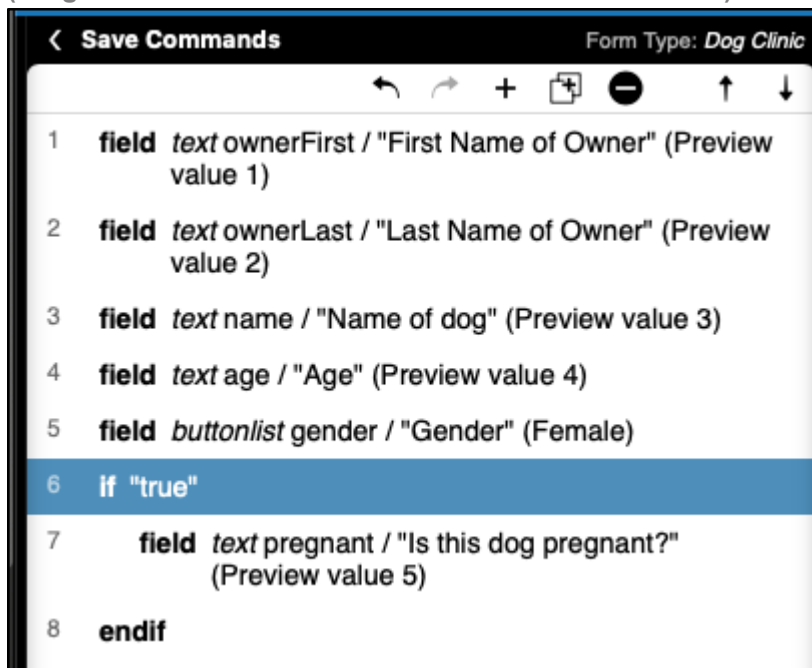 Save Commands
Form Type: Dog Clinic
1 field text ownerFirst / "First Name of Owner" (Preview
value 1)
2 field text ownerLast / "Last Name of Owner" (Preview
value 2)
3 field text name / "Name of dog" (Preview value 3)
4 field text age / "Age" (Preview value 4)
5 field buttonlist gender / "Gender" (Female)
6 if "true"
7 field text pregnant / "Is this dog pregnant?"
(Preview value 5)
8 endif